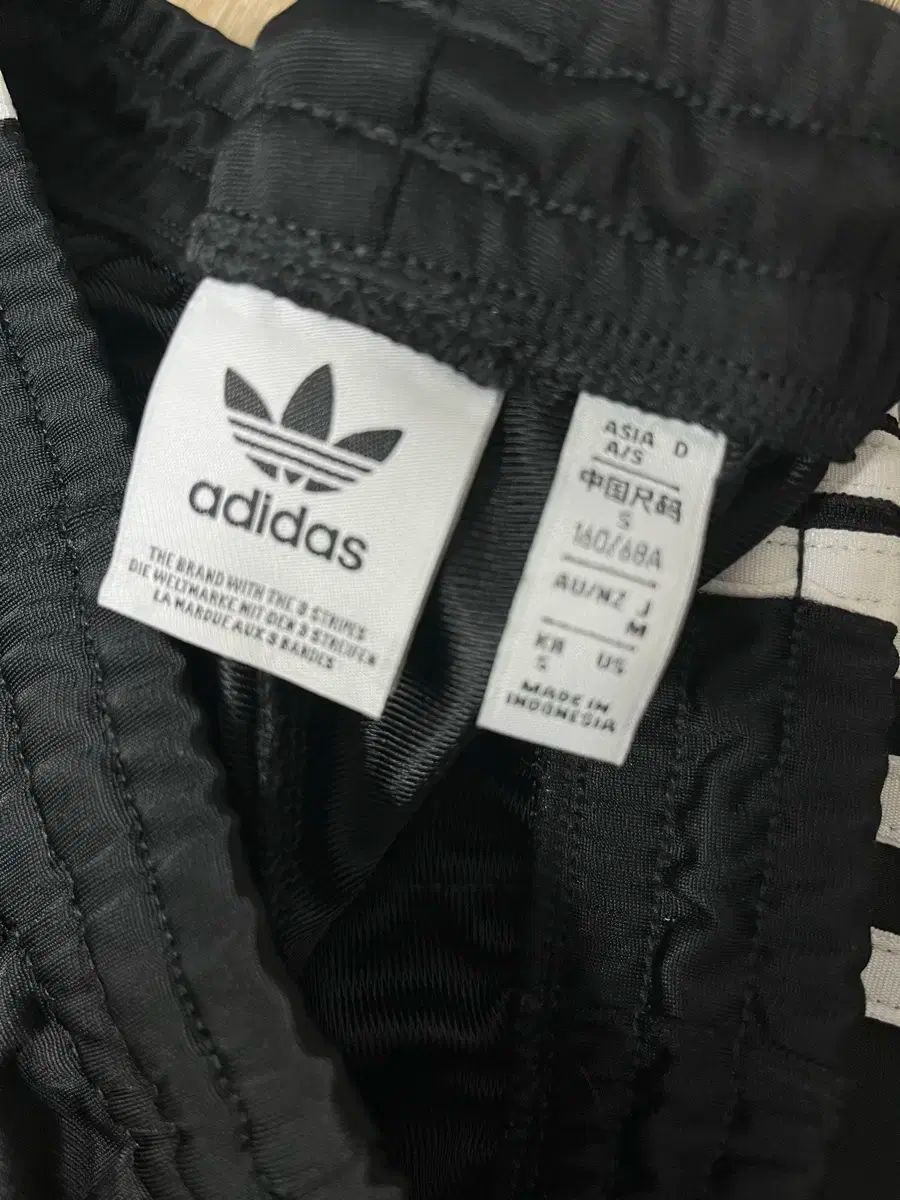 adidas
THE BRAND WITH THE 3 STRIPES
DIE WELTMARKE MIT DEN 3 STREIFEN
LA MARQUE AUX 3 BANDES
ASIA D
A/S
中国尺码
S
160/68A
AU/NZ J
M
KR US
S
MADE IN
INDONESIA